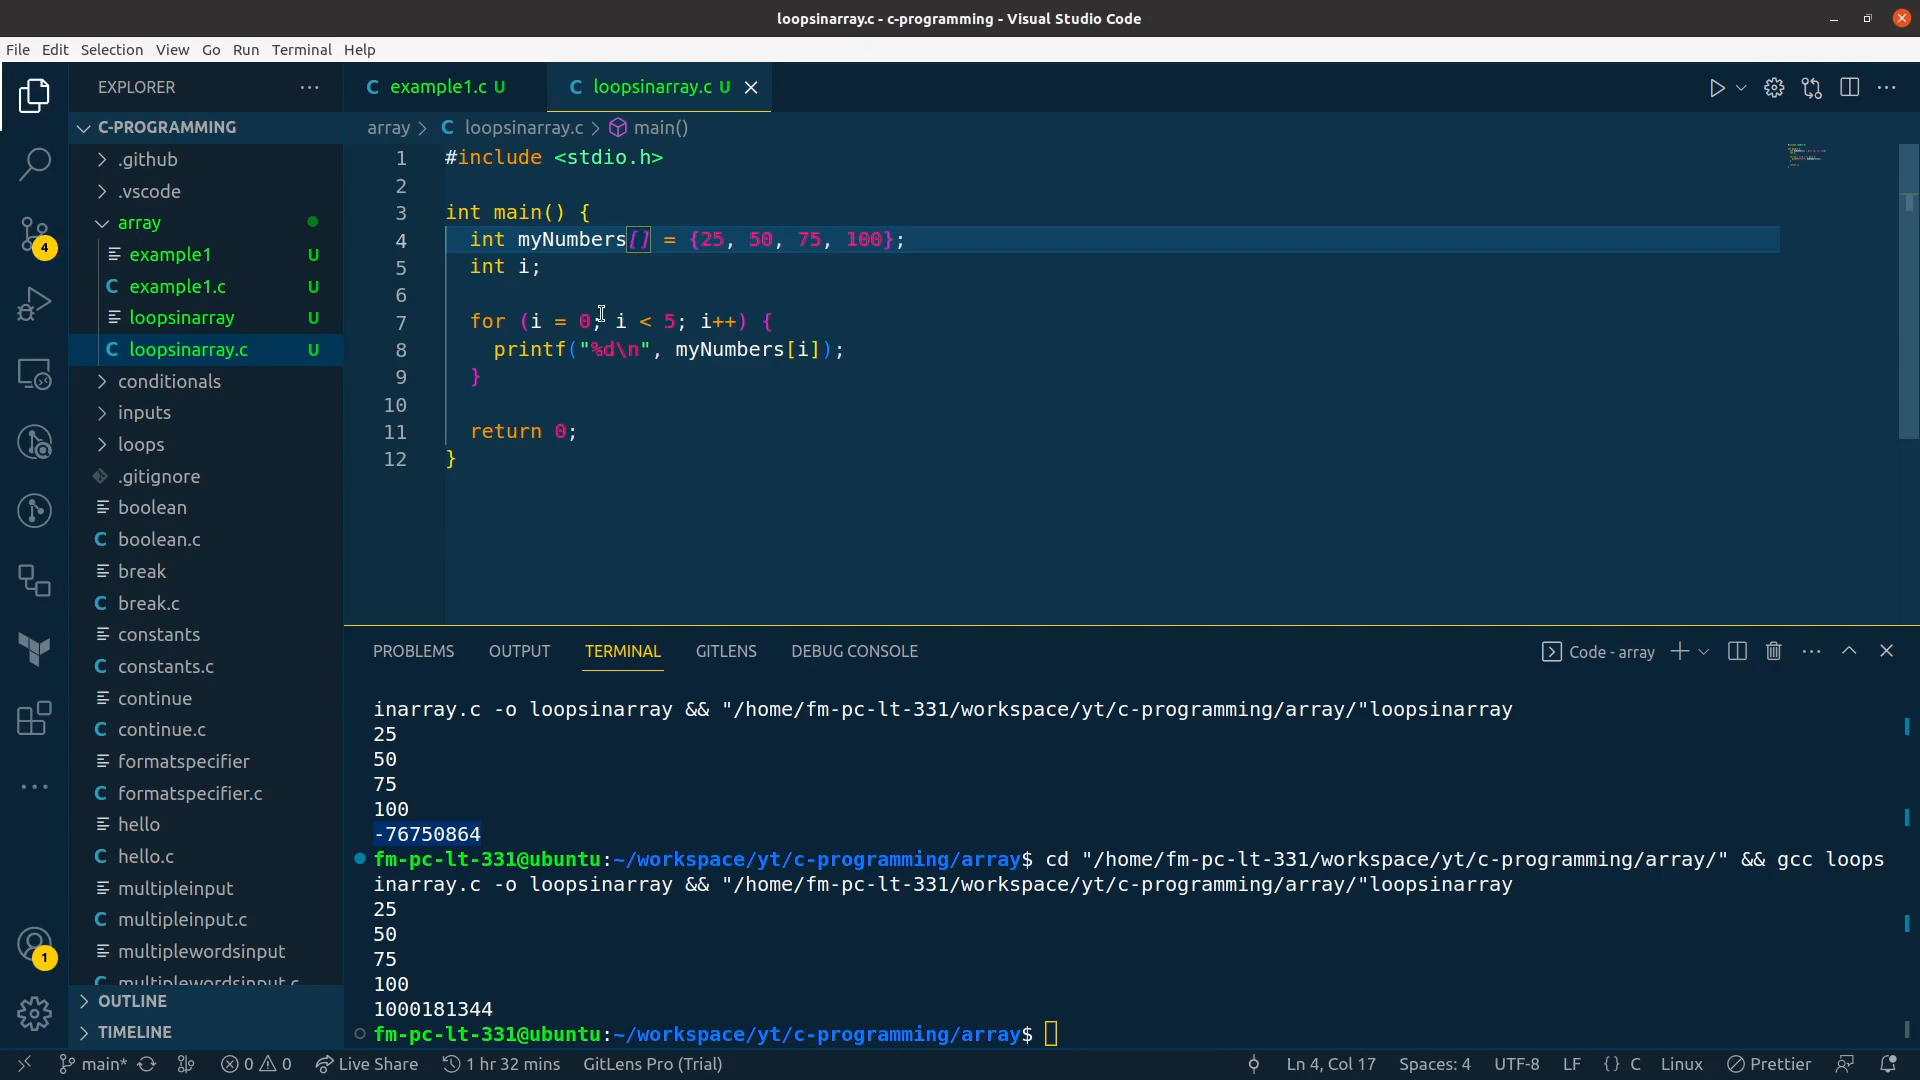 loopsinarray.c - c-programming - Visual Studio Code
File Edit Selection View Go Run Terminal Help
EXPLORER
C-PROGRAMMING
.github
.vscode
array
example1 U
example1.c U
loopsinarray U
loopsinarray.c U
conditionals
inputs
loops
.gitignore
boolean
C boolean.c
break
C break.c
constants
C constants.c
continue
C continue.c
formatspecifier
C formatspecifier.c
hello
C hello.c
multipleinput
C multipleinput.c
multiplewordsinput
C multiplewordsinput.c
OUTLINE
TIMELINE
4
1
C example1.c U C loopsinarray.c U
array > C loopsinarray.c > main()
1 #include <stdio.h>
2
3 int main() {
4 int myNumbers[] = {25, 50, 75, 100};
5 int i;
6
7 for (i = 0; i < 5; i++) {
8 printf("%d\n", myNumbers[i]);
9 }
10
11 return 0;
12 }
PROBLEMS OUTPUT TERMINAL GITLENS DEBUG CONSOLE
Code - array
inarray.c -o loopsinarray && "/home/fm-pc-lt-331/workspace/yt/c-programming/array/"loopsinarray
25
50
75
100
-76750864
fm-pc-lt-331@ubuntu:~/workspace/yt/c-programming/array$ cd "/home/fm-pc-lt-331/workspace/yt/c-programming/array/" && gcc loops
inarray.c -o loopsinarray && "/home/fm-pc-lt-331/workspace/yt/c-programming/array/"loopsinarray
25
50
75
100
1000181344
fm-pc-lt-331@ubuntu:~/workspace/yt/c-programming/array$
main* 0 0 Live Share 1 hr 32 mins GitLens Pro (Trial) Ln 4, Col 17 Spaces: 4 UTF-8 LF {} C Linux Prettier